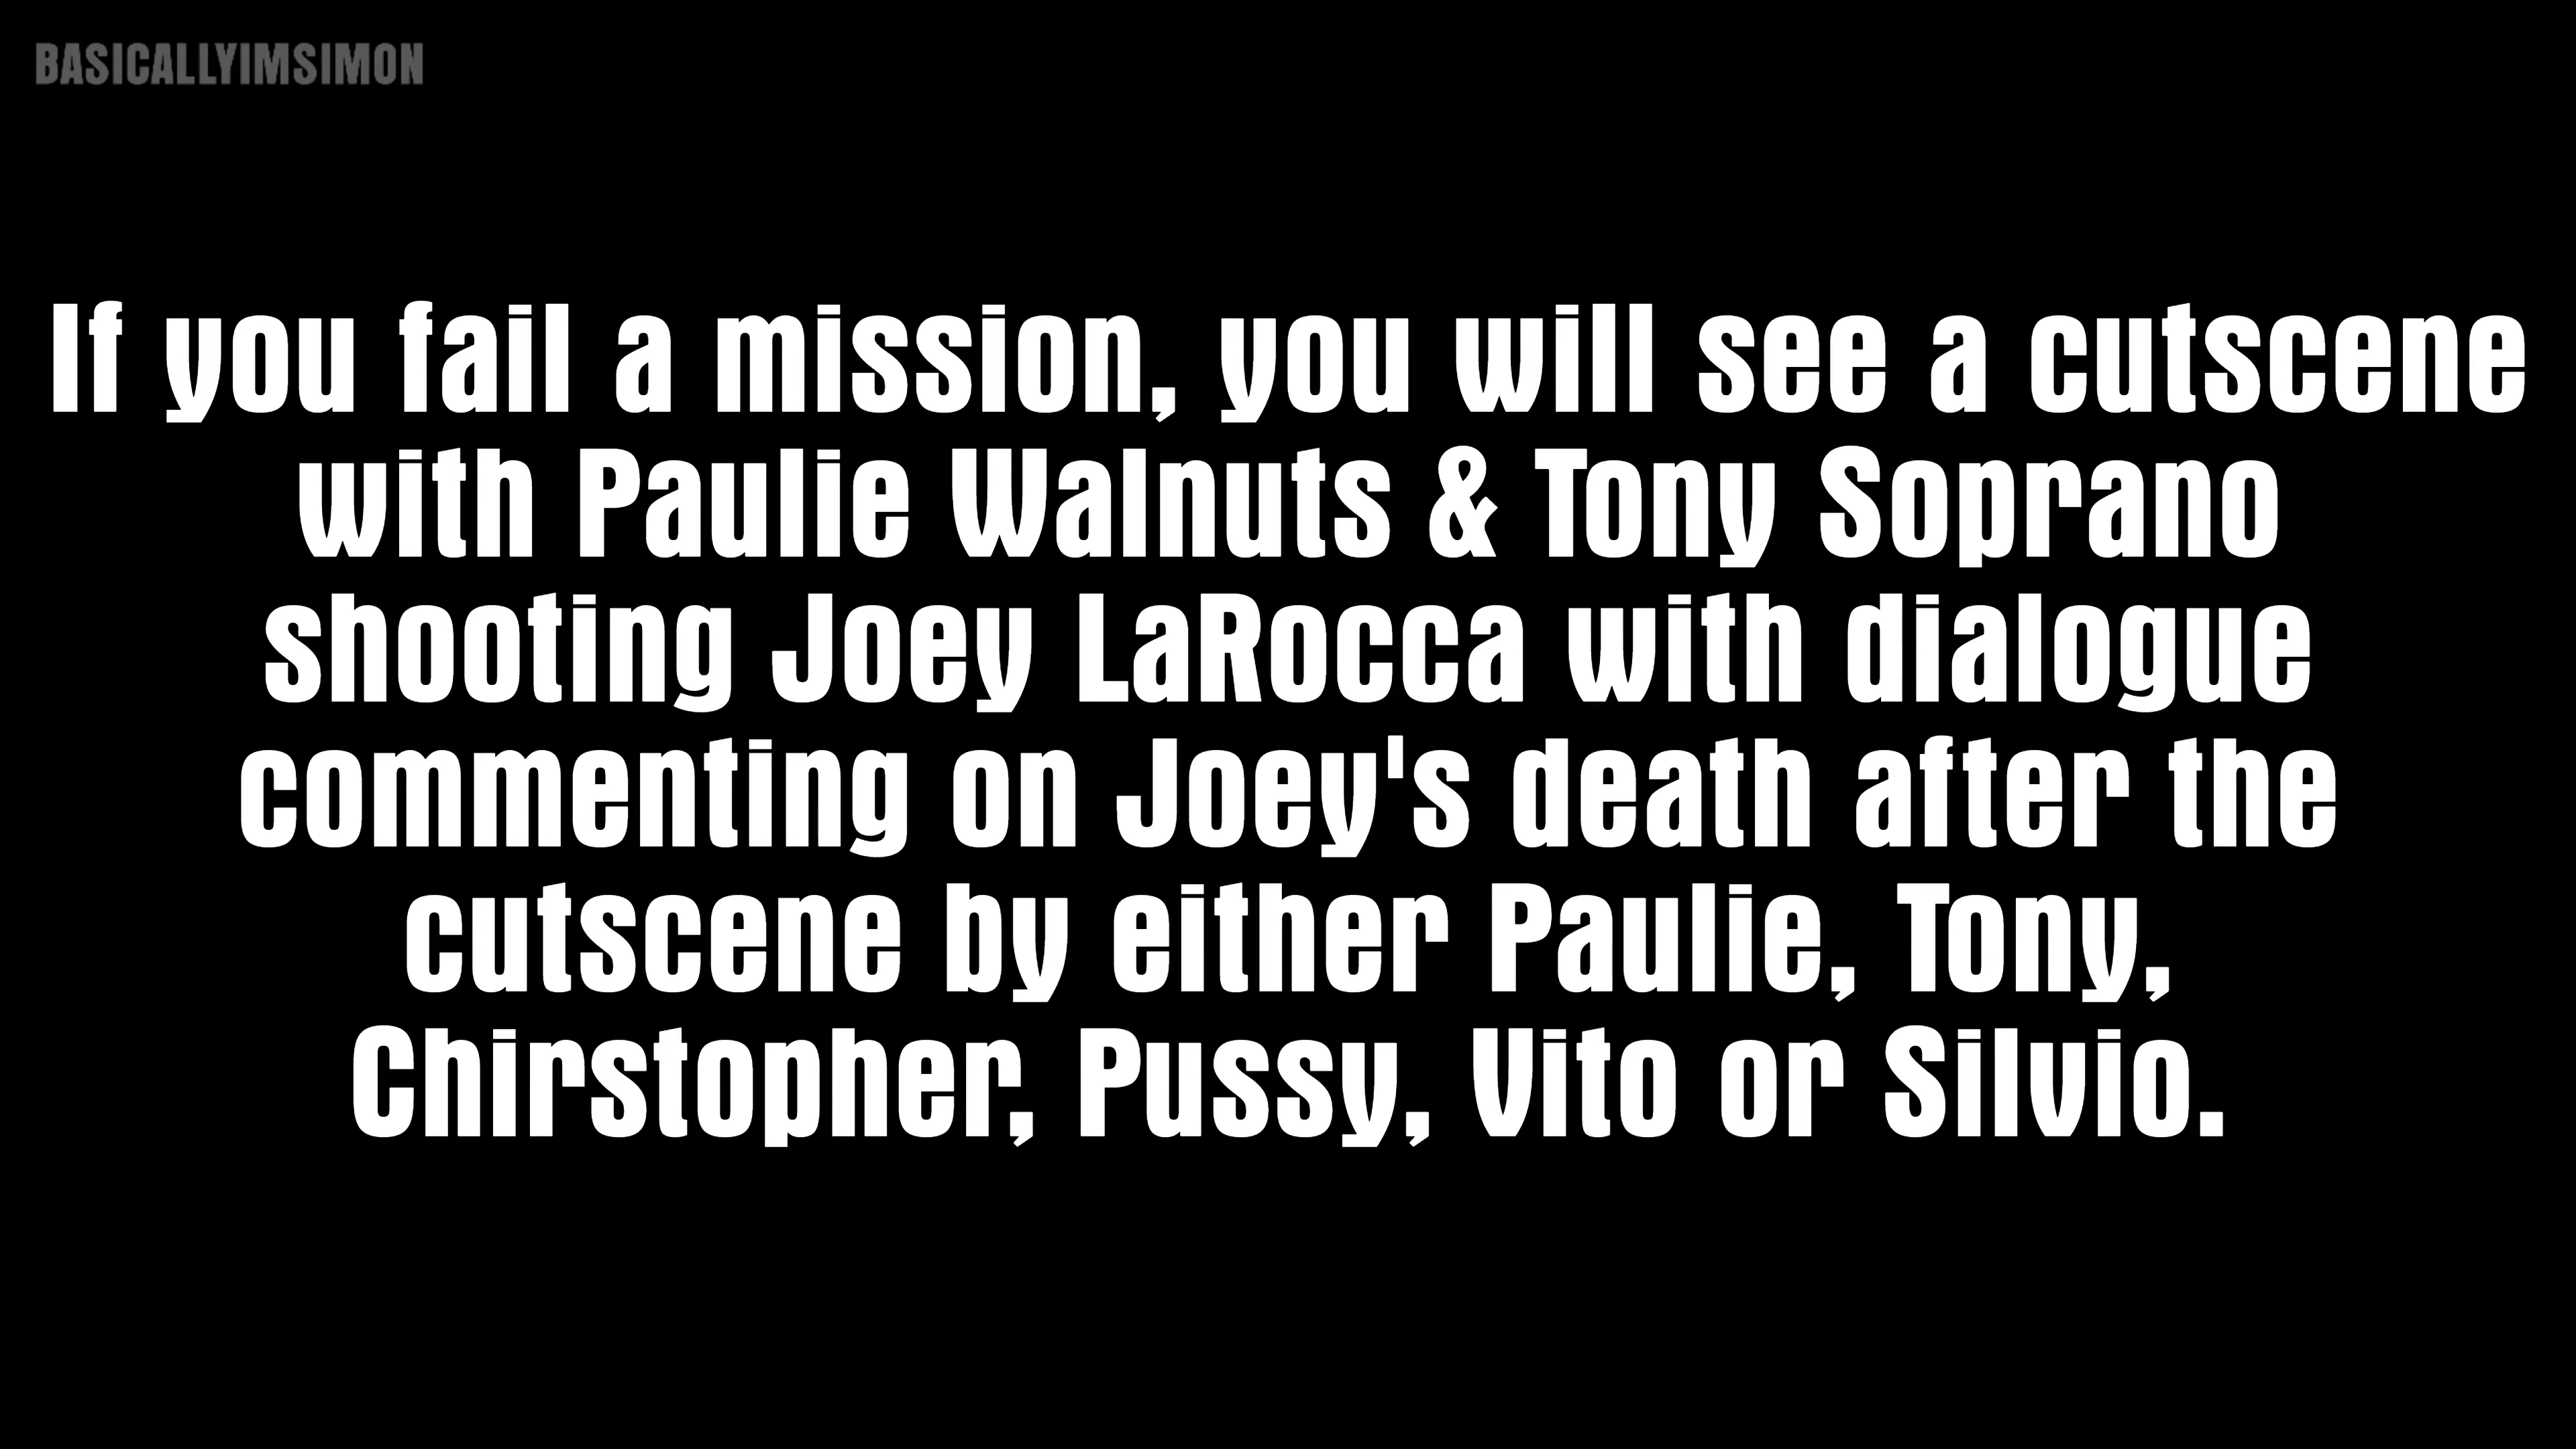 BASICALLYIMSIMON
If you fail a mission, you will see a cutscene
with Paulie Walnuts & Tony Soprano
shooting Joey LaRocca with dialogue
commenting on Joey's death after the
cutscene by either Paulie, Tony,
Chirstopher, Pussy, Vito or Silvio.